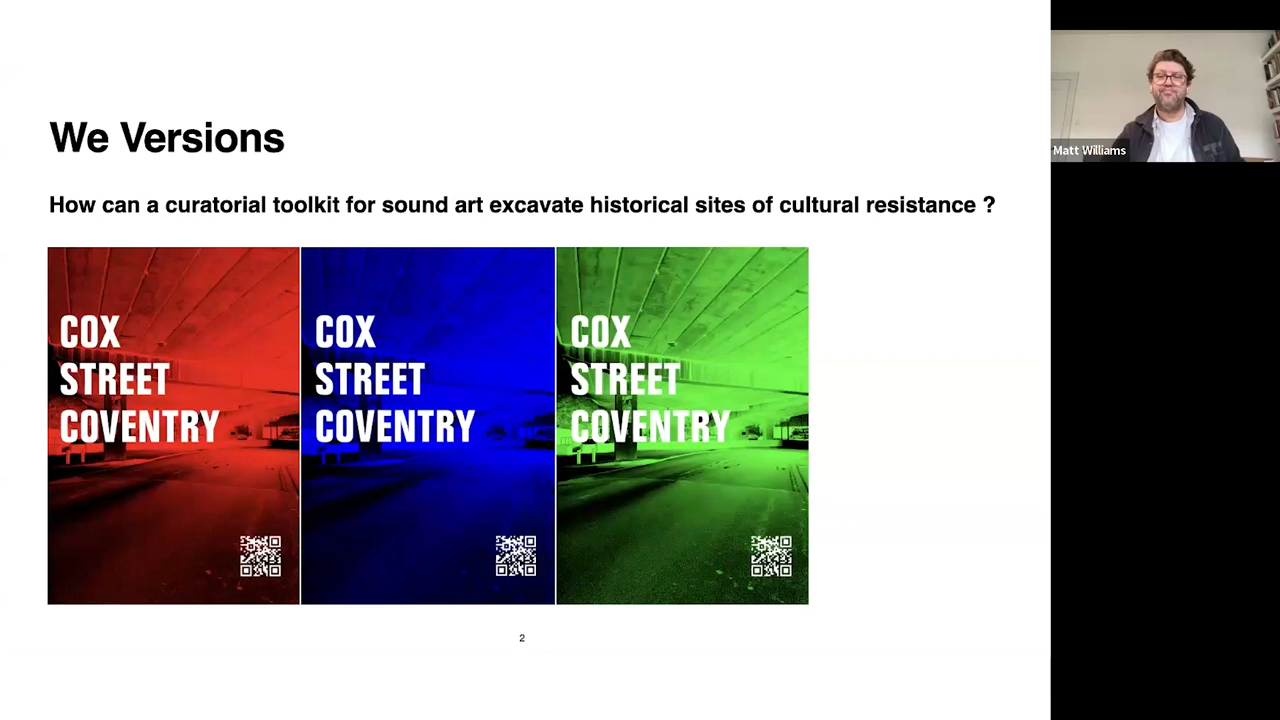 We Versions
How can a curatorial toolkit for sound art excavate historical sites of cultural resistance ?
COX
STREET
COVENTRY
COX
STREET
COVENTRY
COX
STREET
COVENTRY
2
Matt Williams